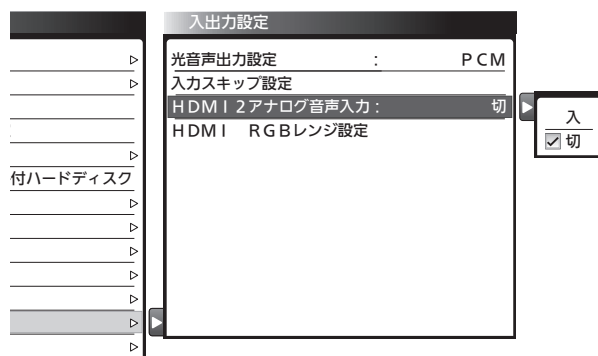 入出力設定
光音声出力設定 : PCM
入力スキップ設定
HDMI2アナログ音声入力: 切
HDMI RGBレンジ設定
入
切
付ハードディスク